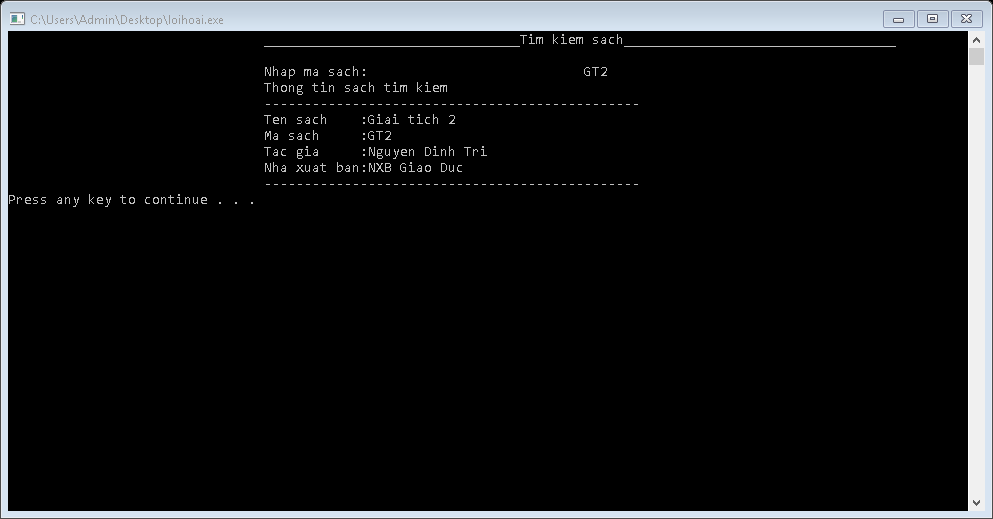 C:\Users\Admin\Desktop\loihoai.exe
________________________________Tim kiem sach__________________________________
Nhap ma sach: GT2
Thong tin sach tim kiem
-----------------------------------------------
Ten sach :Giai tich 2
Ma sach :GT2
Tac gia :Nguyen Dinh Tri
Nha xuat ban:NXB Giao Duc
-----------------------------------------------
Press any key to continue . . .